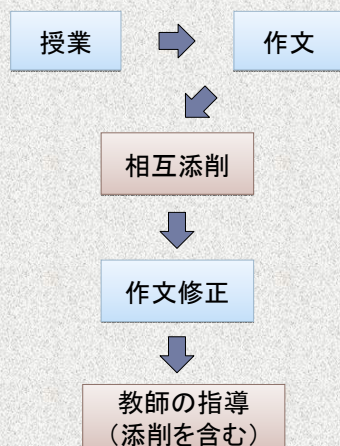 授業
作文
相互添削
作文修正
教師の指導
（添削を含む）